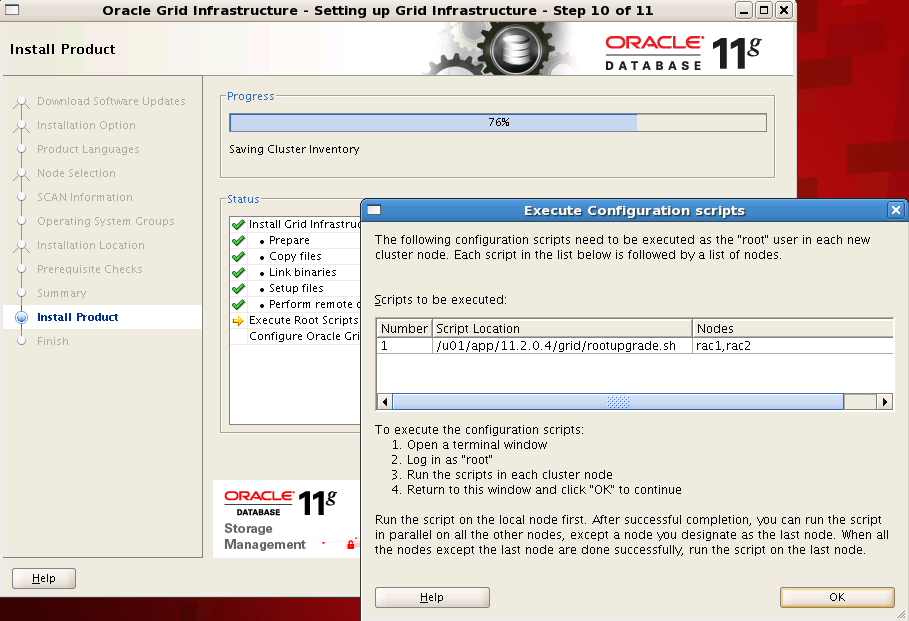 Oracle Grid Infrastructure - Setting up Grid Infrastructure - Step 10 of 11
Install Product
ORACLE
DATABASE
11g
Download Software Updates
Installation Option
Product Languages
Node Selection
SCAN Information
Operating System Groups
Installation Location
Prerequisite Checks
Summary
Install Product
Finish
Progress
76%
Saving Cluster Inventory
Status
Install Grid Infrastruc
• Prepare
• Copy files
• Link binaries
• Setup files
• Perform remote o
Execute Root Scripts
Configure Oracle Gri
ORACLE
DATABASE
11g
Storage
Management
Help
Execute Configuration scripts
The following configuration scripts need to be executed as the "root" user in each new
cluster node. Each script in the list below is followed by a list of nodes.
Scripts to be executed:
Number Script Location Nodes
1 /u01/app/11.2.0.4/grid/rootupgrade.sh rac1,rac2
To execute the configuration scripts:
1. Open a terminal window
2. Log in as "root"
3. Run the scripts in each cluster node
4. Return to this window and click "OK" to continue
Run the script on the local node first. After successful completion, you can run the script
in parallel on all the other nodes, except a node you designate as the last node. When all
the nodes except the last node are done successfully, run the script on the last node.
Help
OK